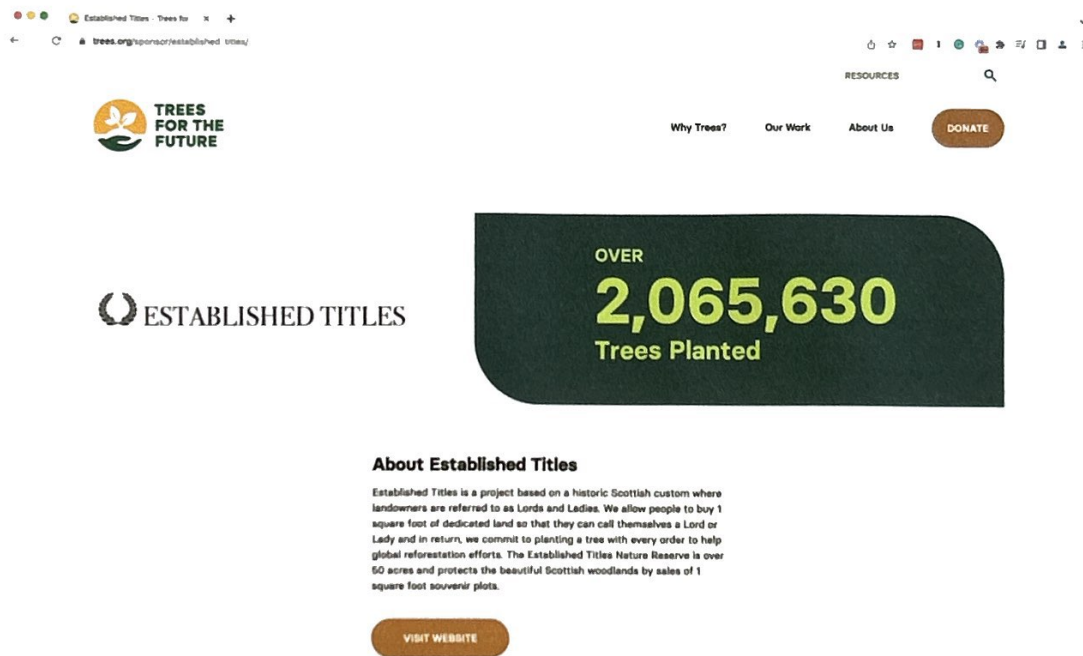 Established Titles - Trees for
trees.org/sponsor/established_titles/
RESOURCES
TREES
FOR THE
FUTURE
Why Trees?
Our Work
About Us
DONATE
ESTABLISHED TITLES
OVER
2,065,630
Trees Planted
About Established Titles
Established Titles is a project based on a historic Scottish custom where
landowners are referred to as Lords and Ladies. We allow people to buy 1
square foot of dedicated land so that they can call themselves a Lord or
Lady and in return, we commit to planting a tree with every order to help
global reforestation efforts. The Established Titles Nature Reserve is over
50 acres and protects the beautiful Scottish woodlands by sales of 1
square foot souvenir plots.
VISIT WEBSITE